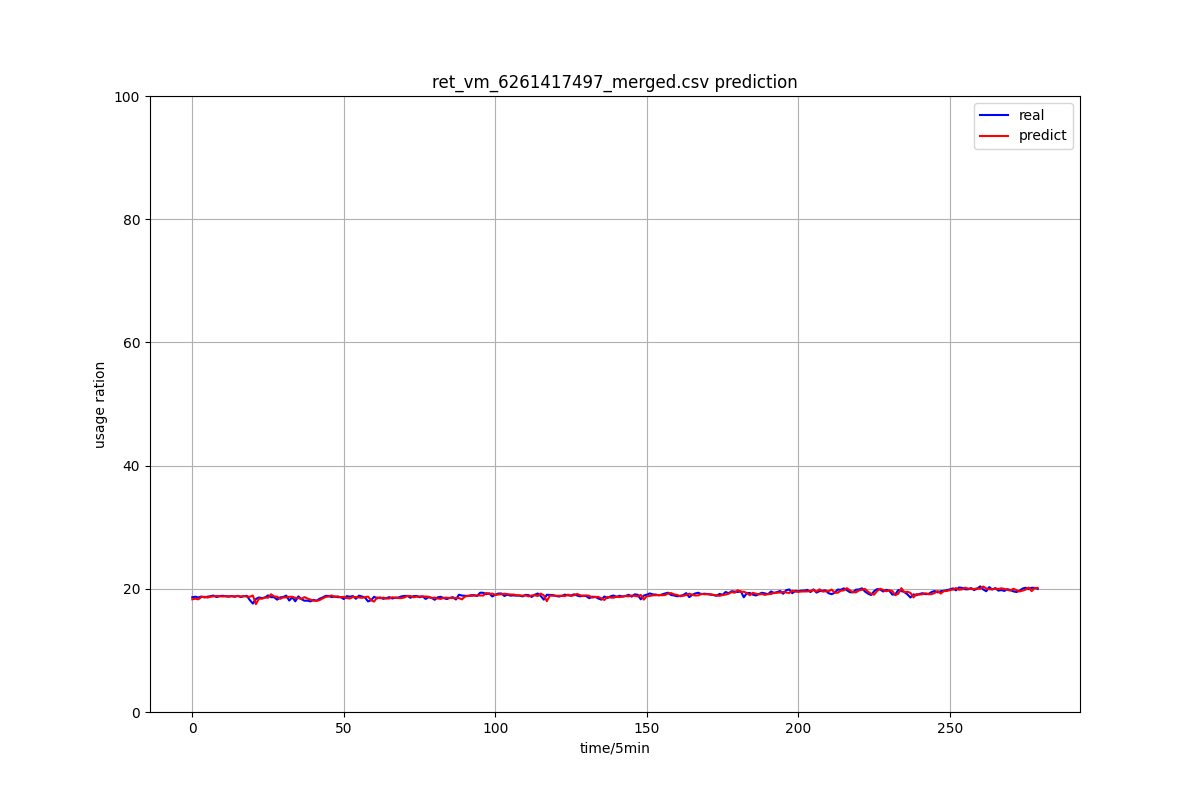 ret_vm_6261417497_merged.csv prediction
real
predict
100
80
60
40
20
0
usage ration
0 50 100 150 200 250
time/5min